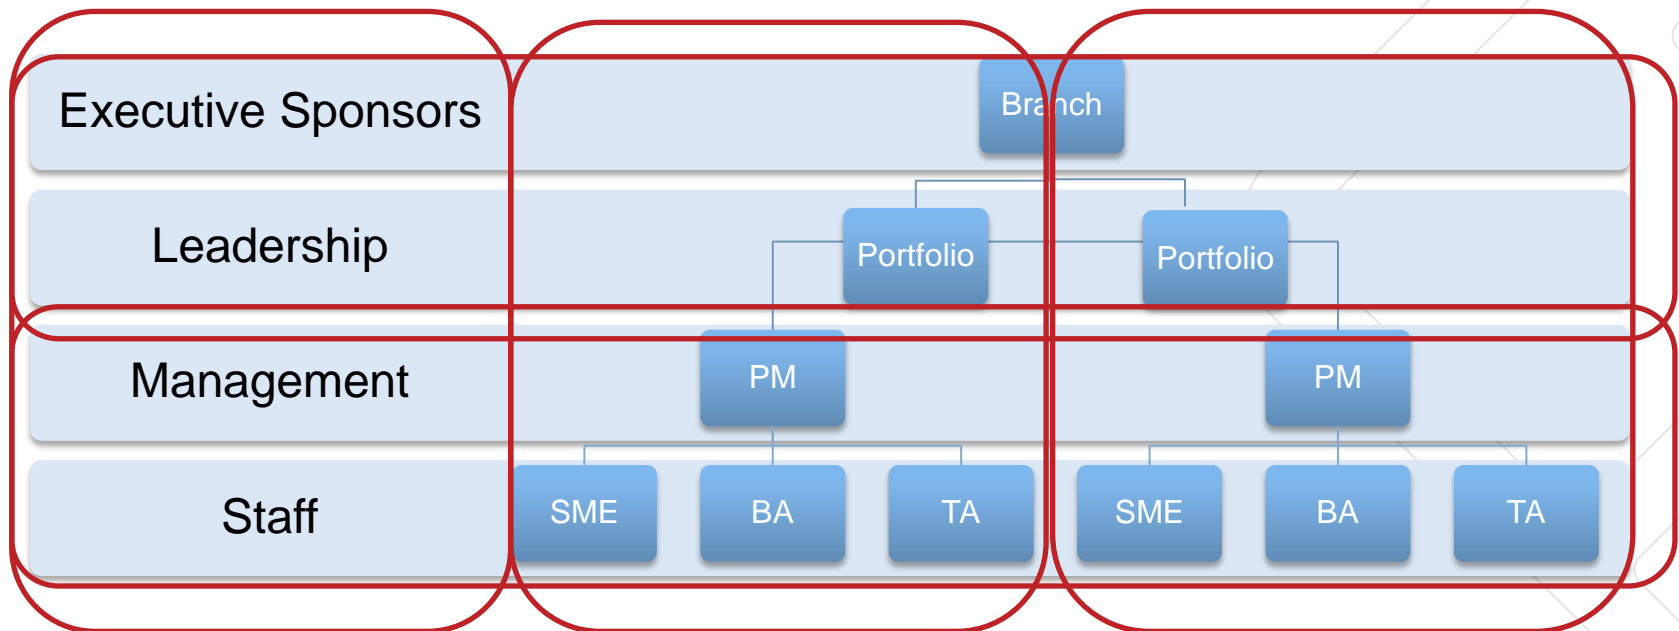 Executive Sponsors
Branch
Leadership
Portfolio
Portfolio
Management
PM
PM
Staff
SME
BA
TA
SME
BA
TA